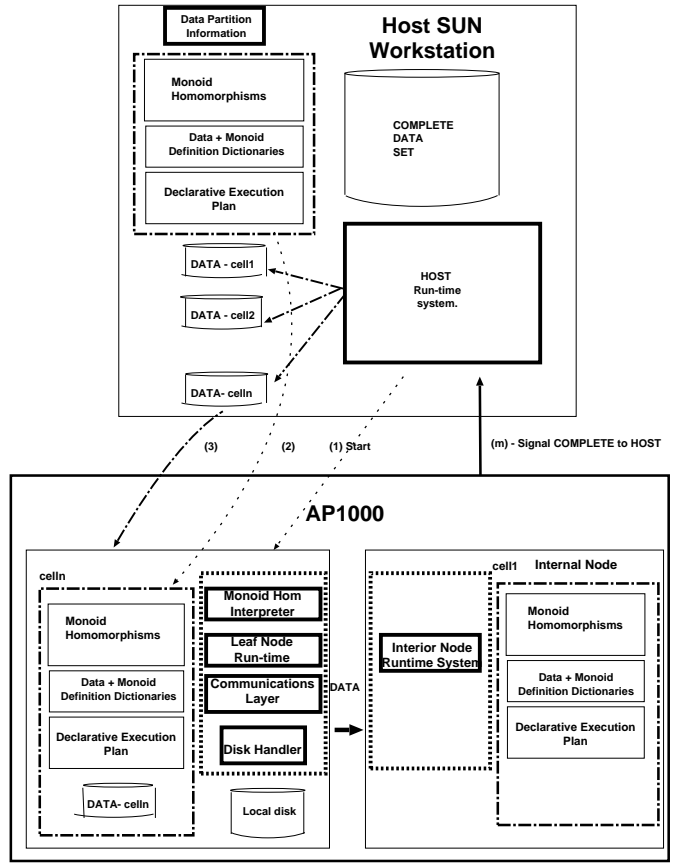 Data Partition
Information
Host SUN
Workstation
Monoid
Homomorphisms
Data + Monoid
Definition Dictionaries
Declarative Execution
Plan
COMPLETE
DATA
SET
DATA - cell1
DATA - cell2
DATA- celln
HOST
Run-time
system.
(3)
(2)
(1) Start
(m) - Signal COMPLETE to HOST
AP1000
celln
Monoid
Homomorphisms
Data + Monoid
Definition Dictionaries
Declarative Execution
Plan
DATA- celln
Monoid Hom
Interpreter
Leaf Node
Run-time
Communications
Layer
Disk Handler
Local disk
DATA
Interior Node
Runtime System
cell1 Internal Node
Monoid
Homomorphisms
Data + Monoid
Definition Dictionaries
Declarative Execution
Plan